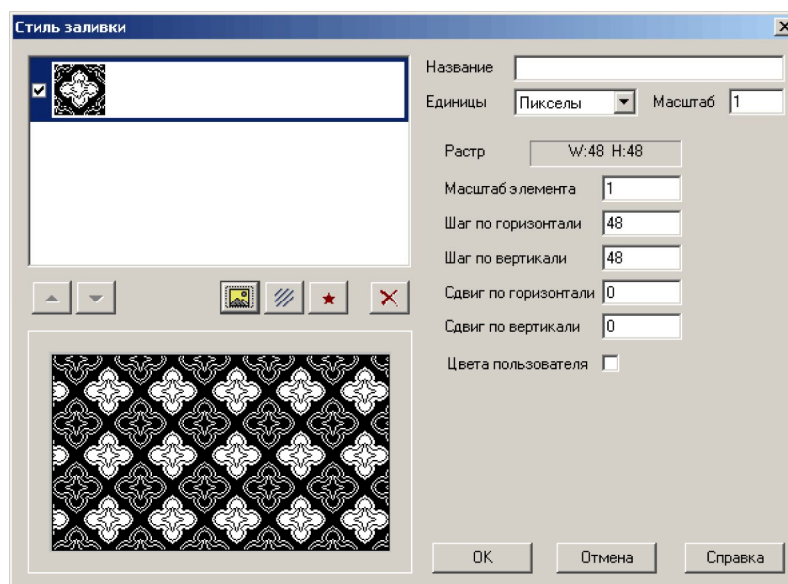 Стиль заливки
Название
Единицы Пикселы Масштаб 1
Растр W:48 H:48
Масштаб элемента 1
Шаг по горизонтали 48
Шаг по вертикали 48
Сдвиг по горизонтали 0
Сдвиг по вертикали 0
Цвета пользователя
OK Отмена Справка